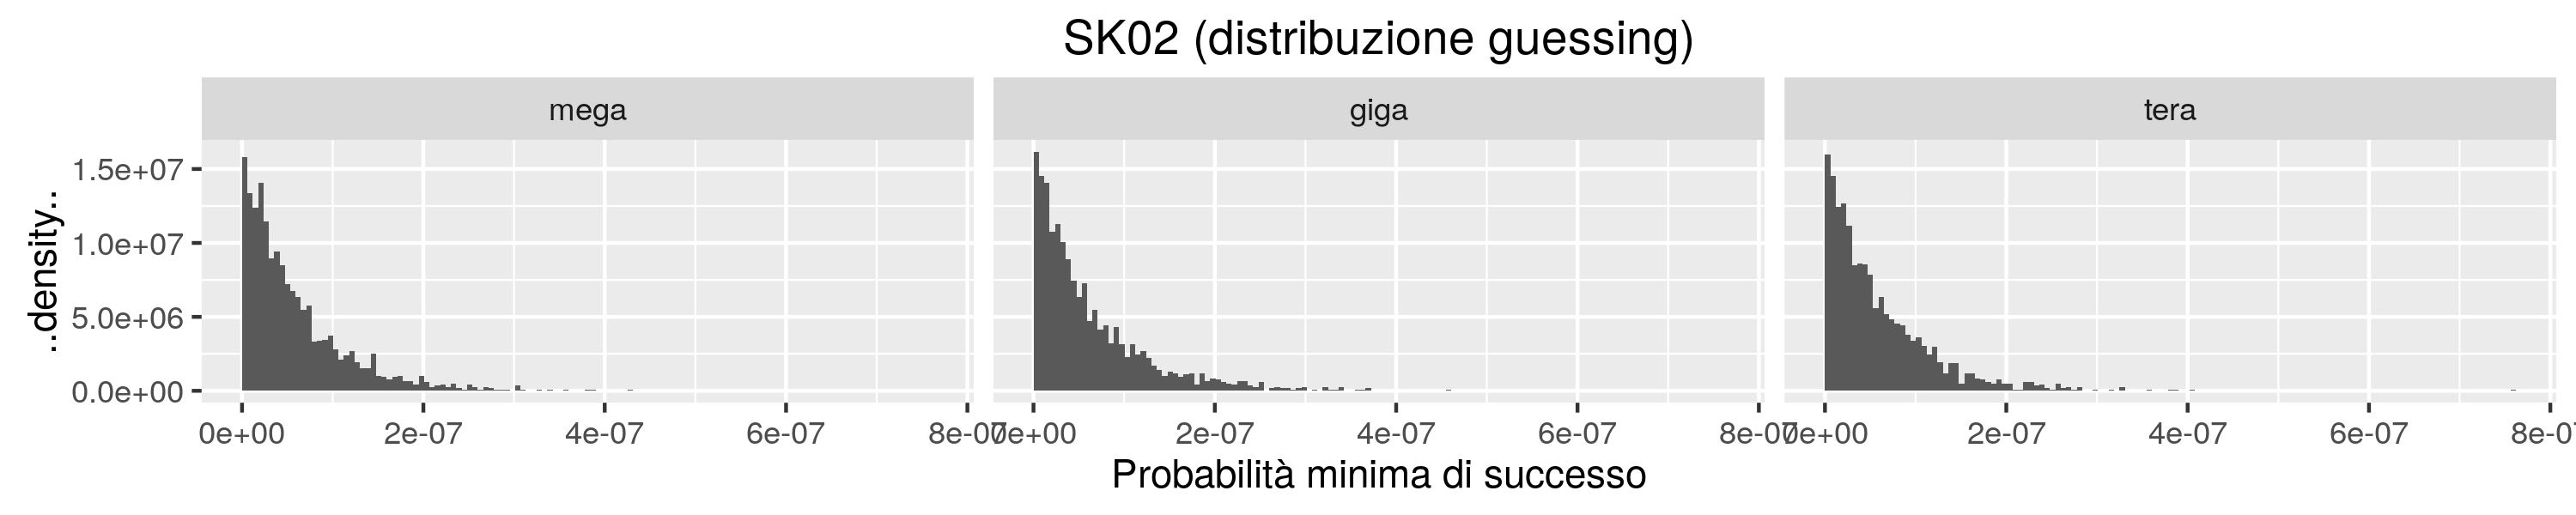 SK02 (distribuzione guessing)
mega
giga
tera
..density..
1.5e+07
1.0e+07
5.0e+06
0.0e+00
0e+00 2e-07 4e-07 6e-07 8e-07 0e+00 2e-07 4e-07 6e-07 8e-07 0e+00 2e-07 4e-07 6e-07 8e-07
Probabilità minima di successo